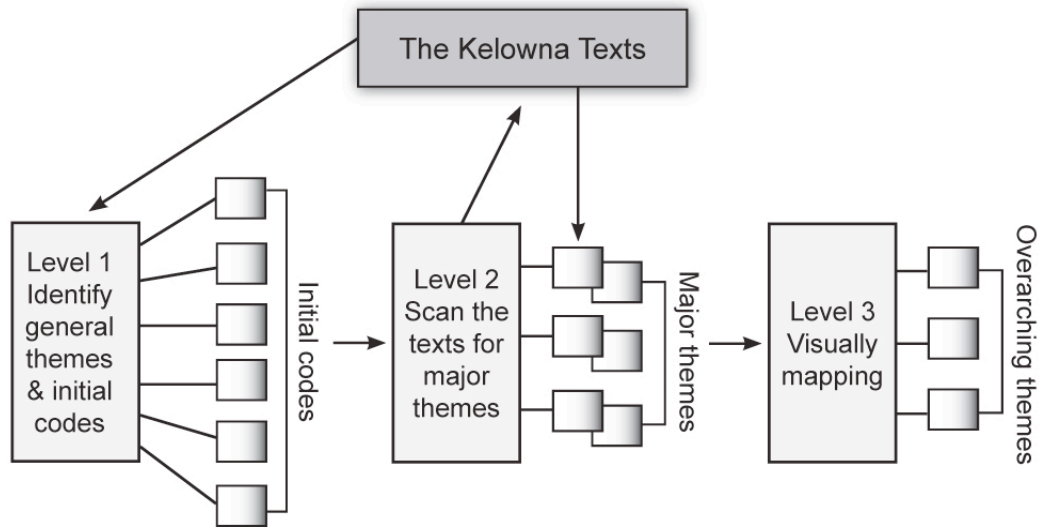 The Kelowna Texts
Level 1
Identify
general
themes
& initial
codes
Initial codes
Level 2
Scan the
texts for
major
themes
Major themes
Level 3
Visually
mapping
Overarching themes